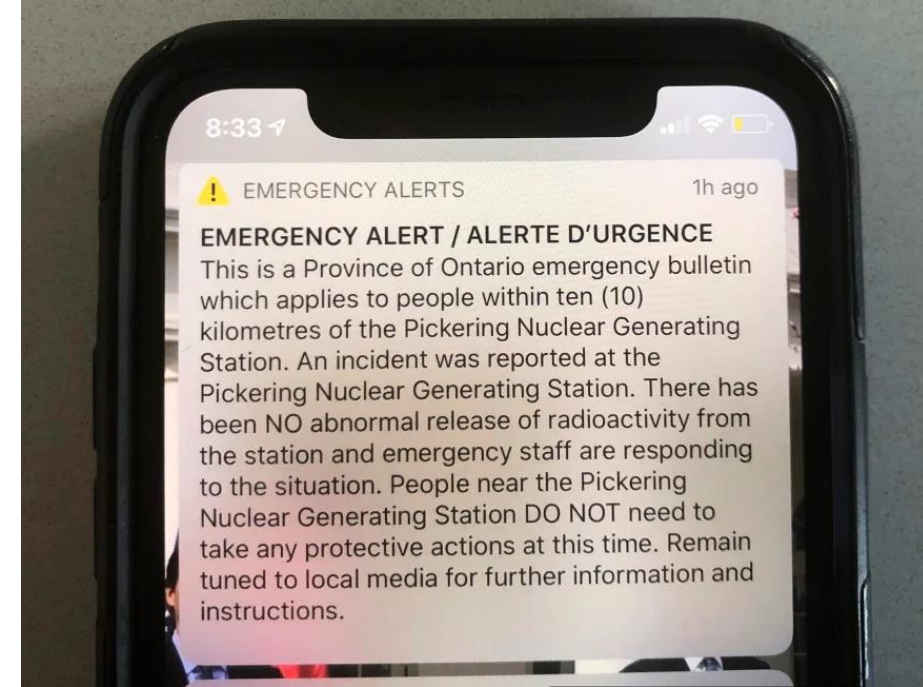 8:33
EMERGENCY ALERTS 1h ago
EMERGENCY ALERT / ALERTE D'URGENCE
This is a Province of Ontario emergency bulletin
which applies to people within ten (10)
kilometres of the Pickering Nuclear Generating
Station. An incident was reported at the
Pickering Nuclear Generating Station. There has
been NO abnormal release of radioactivity from
the station and emergency staff are responding
to the situation. People near the Pickering
Nuclear Generating Station DO NOT need to
take any protective actions at this time. Remain
tuned to local media for further information and
instructions.